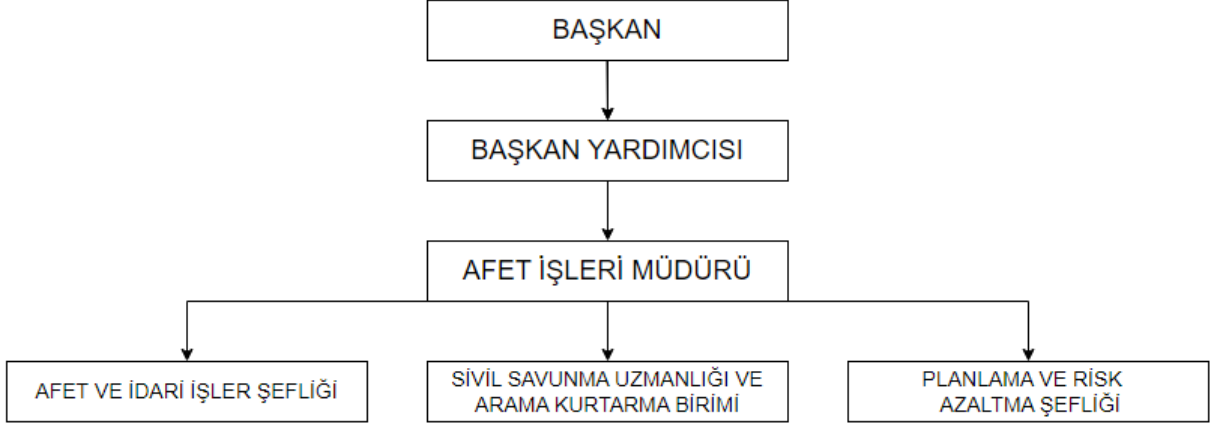 BAŞKAN
BAŞKAN YARDIMCISI
AFET İŞLERİ MÜDÜRÜ
AFET VE İDARİ İŞLER ŞEFLİĞİ
SİVİL SAVUNMA UZMANLIĞI VE
ARAMA KURTARMA BİRİMİ
PLANLAMA VE RİSK
AZALTMA ŞEFLİĞİ